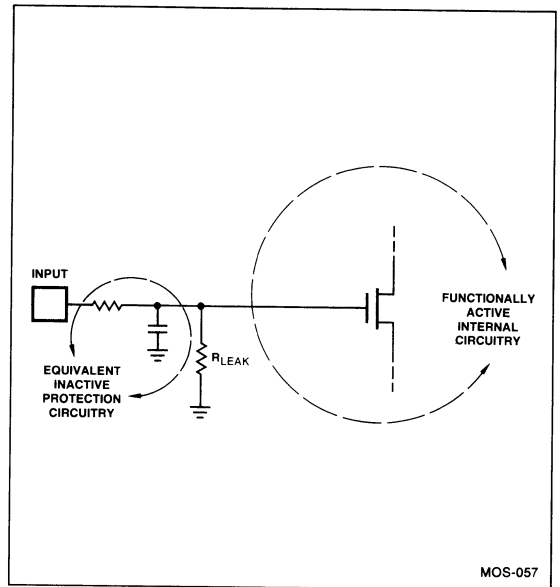 INPUT
EQUIVALENT
INACTIVE
PROTECTION
CIRCUITRY
RLEAK
FUNCTIONALLY
ACTIVE
INTERNAL
CIRCUITRY
MOS-057